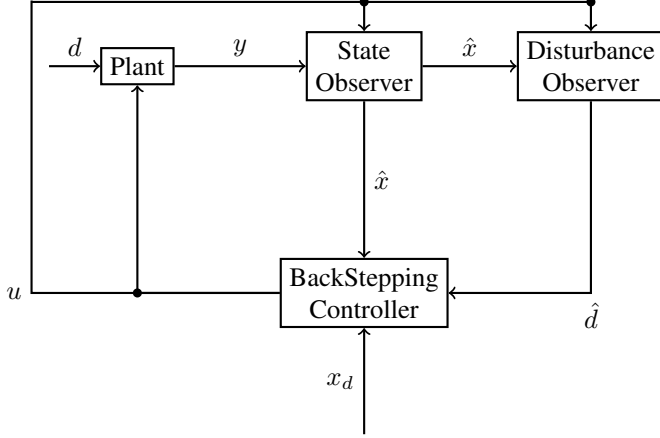 d
Plant
y
State
Observer
x̂
Disturbance
Observer
x̂
BackStepping
Controller
u
d̂
x_d